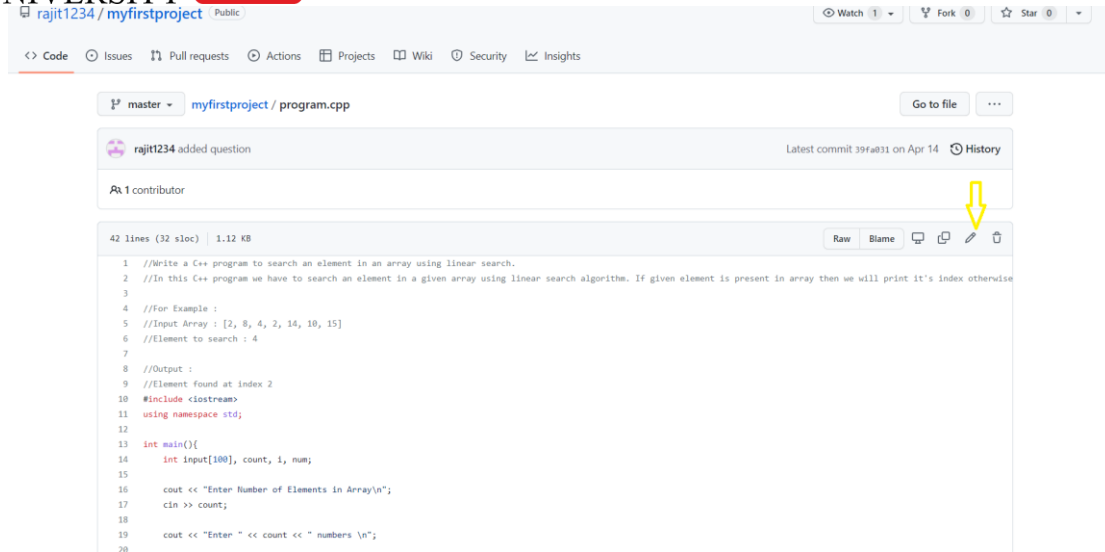 rajit1234 / myfirstproject Public
Watch 1 Fork 0 Star 0
<> Code Issues Pull requests Actions Projects Wiki Security Insights
master myfirstproject / program.cpp Go to file ...
rajit1234 added question Latest commit 39fa031 on Apr 14 History
1 contributor
42 lines (32 sloc) 1.12 KB Raw Blame
1 //Write a C++ program to search an element in an array using linear search.
2 //In this C++ program we have to search an element in a given array using linear search algorithm. If given element is present in array then we will print it's index otherwise
3
4 //For Example :
5 //Input Array : [2, 8, 4, 2, 14, 10, 15]
6 //Element to search : 4
7
8 //Output :
9 //Element found at index 2
10 #include <iostream>
11 using namespace std;
12
13 int main(){
14 int input[100], count, i, num;
15
16 cout << "Enter Number of Elements in Array\n";
17 cin >> count;
18
19 cout << "Enter " << count << " numbers \n";
20